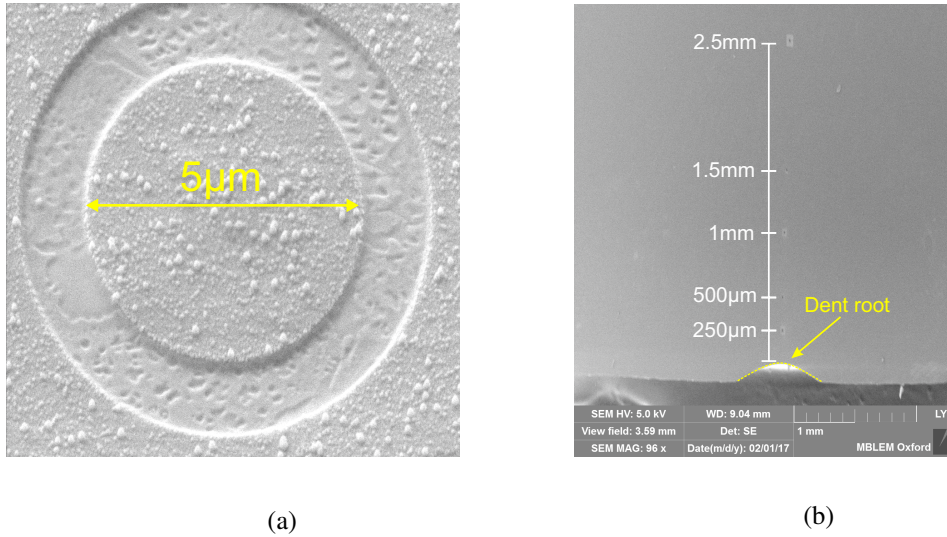 5µm
2.5mm
1.5mm
1mm
500µm
250µm
Dent root
SEM HV: 5.0 kV WD: 9.04 mm LY
View field: 3.59 mm Det: SE 1 mm
SEM MAG: 96 x Date(m/d/y): 02/01/17 MBLEM Oxford
(a)
(b)